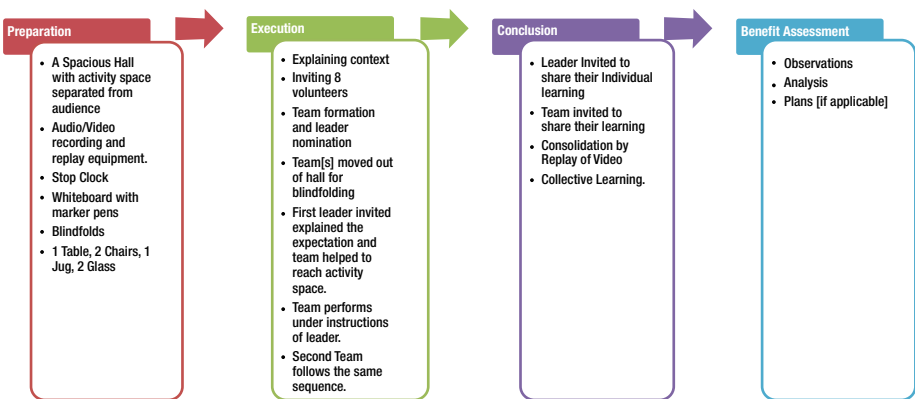 Preparation
• A Spacious Hall
with activity space
separated from
audience
• Audio/Video
recording and
replay equipment.
• Stop Clock
• Whiteboard with
marker pens
• Blindfolds
• 1 Table, 2 Chairs, 1
Jug, 2 Glass
Execution
• Explaining context
• Inviting 8
volunteers
• Team formation
and leader
nomination
• Team[s] moved out
of hall for
blindfolding
• First leader invited
explained the
expectation and
team helped to
reach activity
space.
• Team performs
under instructions
of leader.
• Second Team
follows the same
sequence.
Conclusion
• Leader Invited to
share their Individual
learning
• Team invited to
share their learning
• Consolidation by
Replay of Video
• Collective Learning.
Benefit Assessment
• Observations
• Analysis
• Plans [if applicable]